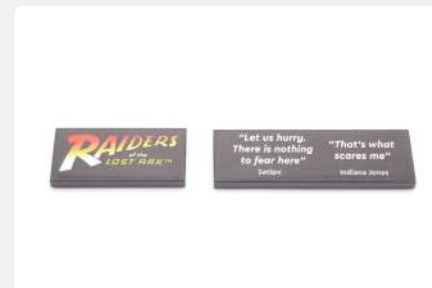 RAIDERS
of the
LOST ARK™
"Let us hurry.
There is nothing
to fear here"
Satipo
"That's what
scares me"
Indiana Jones